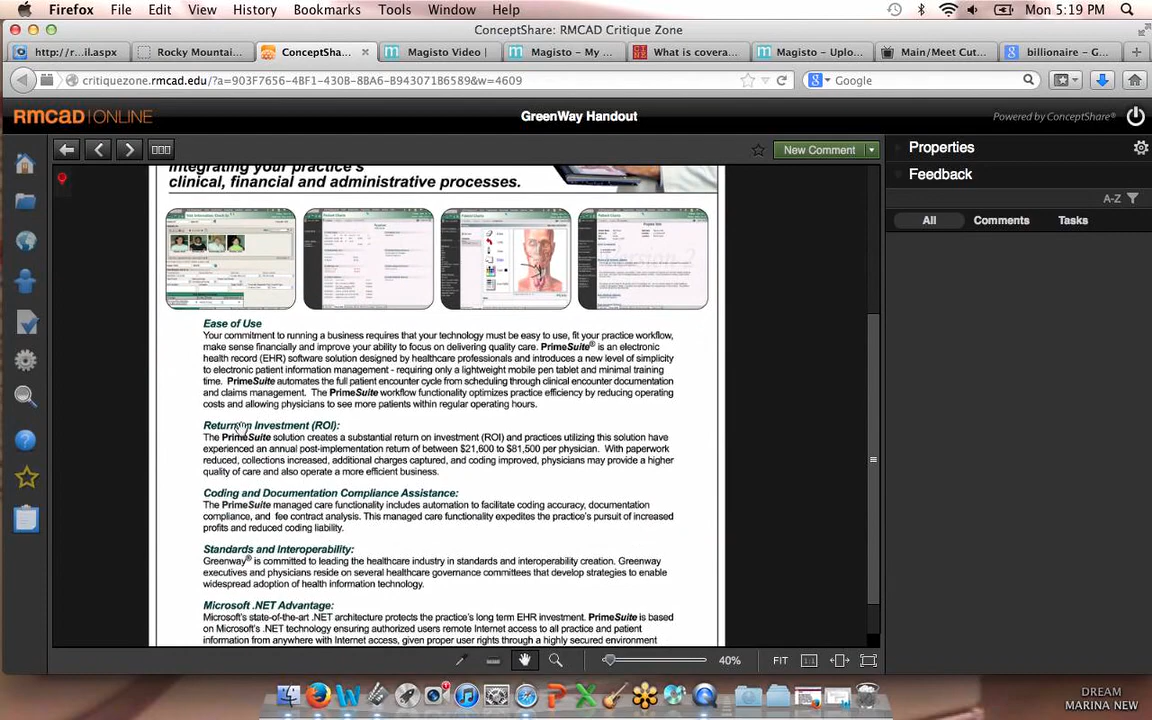 Firefox File Edit View History Bookmarks Tools Window Help Mon 5:19 PM
ConceptShare: RMCAD Critique Zone
http://r...il.aspx Rocky Mountai... ConceptSha... Magisto Video | Magisto - My ... What is covera... Magisto - Uplo... Main/Meet Cut... billionaire - G...
critiquezone.rmcad.edu/?a=903F7656-4BF1-430B-8BA6-B94307186589&w=4609 Google
RMCAD|ONLINE GreenWay Handout Powered by ConceptShare®
New Comment
Properties
Feedback
A-Z
All Comments Tasks
integrating your practice's
clinical, financial and administrative processes.
Ease of Use
Your commitment to running a business requires that your technology must be easy to use, fit your practice workflow,
make sense financially and improve your ability to focus on delivering quality care. PrimeSuite® is an electronic
health record (EHR) software solution designed by healthcare professionals and introduces a new level of simplicity
to electronic patient information management - requiring only a lightweight mobile pen tablet and minimal training
time. PrimeSuite automates the full patient encounter cycle from scheduling through clinical encounter documentation
and claims management. The PrimeSuite workflow functionality optimizes practice efficiency by reducing operating
costs and allowing physicians to see more patients within regular operating hours.
Return on Investment (ROI):
The PrimeSuite solution creates a substantial return on investment (ROI) and practices utilizing this solution have
experienced an annual post-implementation return of between $21,600 to $81,500 per physician. With paperwork
reduced, collections increased, additional charges captured, and coding improved, physicians may provide a higher
quality of care and also operate a more efficient business.
Coding and Documentation Compliance Assistance:
The PrimeSuite managed care functionality includes automation to facilitate coding accuracy, documentation
compliance, and fee contract analysis. This managed care functionality expedites the practice's pursuit of increased
profits and reduced coding liability.
Standards and Interoperability:
Greenway® is committed to leading the healthcare industry in standards and interoperability creation. Greenway
executives and physicians reside on several healthcare governance committees that develop strategies to enable
widespread adoption of health information technology.
Microsoft .NET Advantage:
Microsoft's state-of-the-art .NET architecture protects the practice's long term EHR investment. PrimeSuite is based
on Microsoft's .NET technology ensuring authorized users remote Internet access to all practice and patient
information from anywhere with Internet access, given proper user rights through a highly secured environment
40% FIT 1:1
DREAM
MARINA NEW